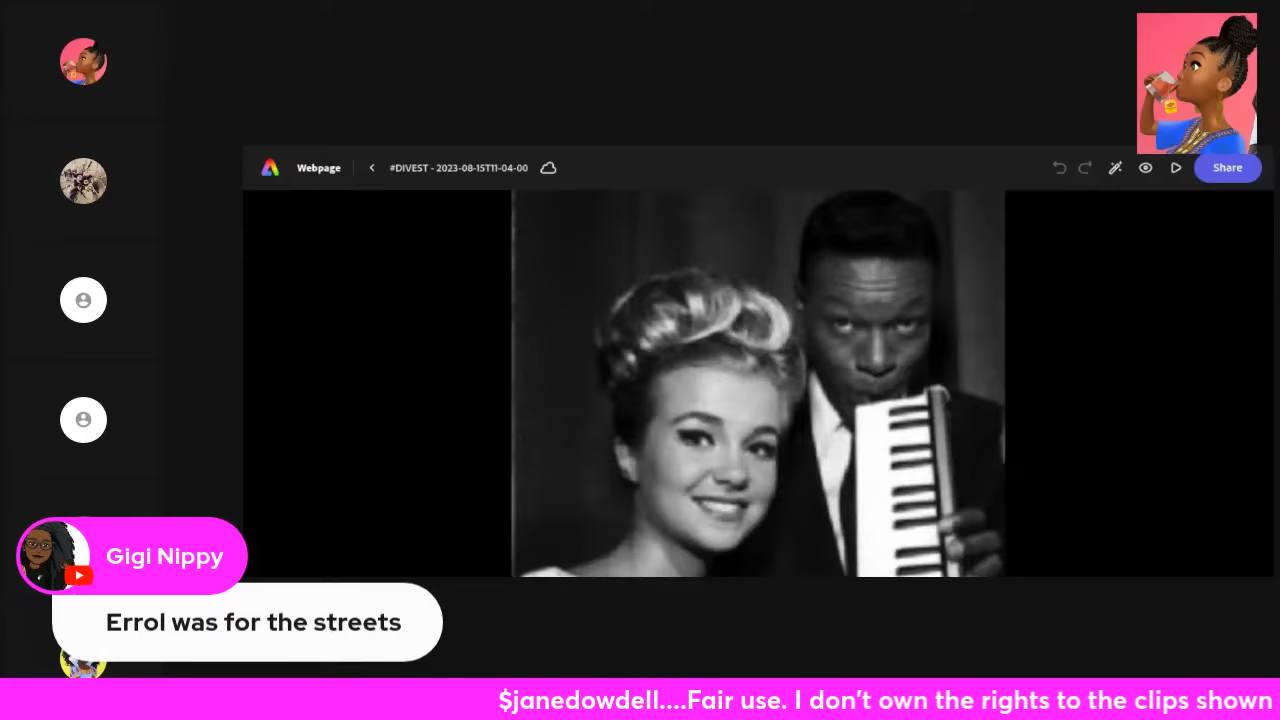 Webpage
#DIVEST - 2023-08-15T11-04-00
Share
Gigi Nippy
Errol was for the streets
$janedowdell....Fair use. I don't own the rights to the clips shown